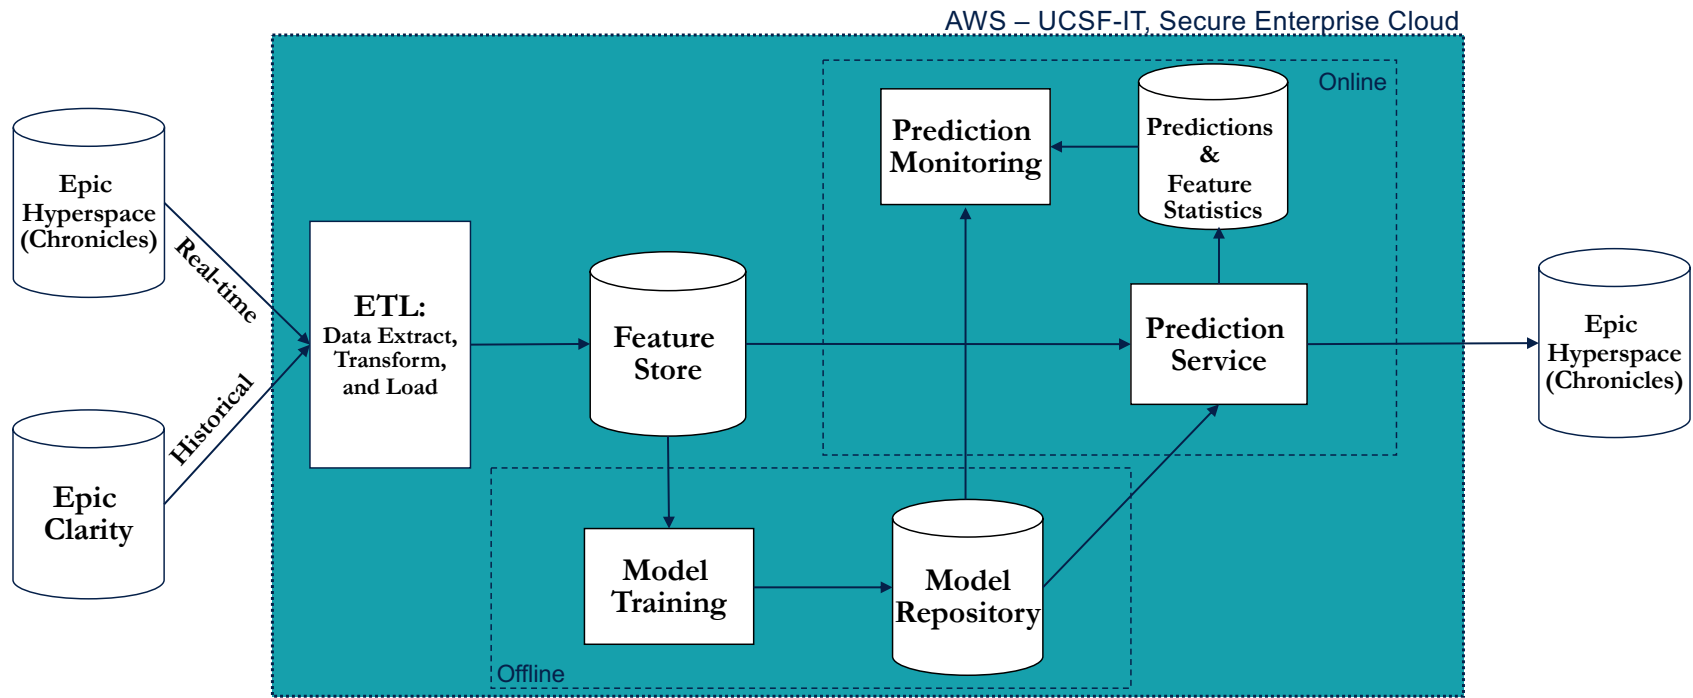 AWS – UCSF-IT, Secure Enterprise Cloud
Online
Epic
Hyperspace
(Chronicles)
Real-time
Epic
Clarity
Historical
ETL:
Data Extract,
Transform,
and Load
Feature
Store
Prediction
Monitoring
Predictions
&
Feature
Statistics
Prediction
Service
Epic
Hyperspace
(Chronicles)
Model
Training
Model
Repository
Offline